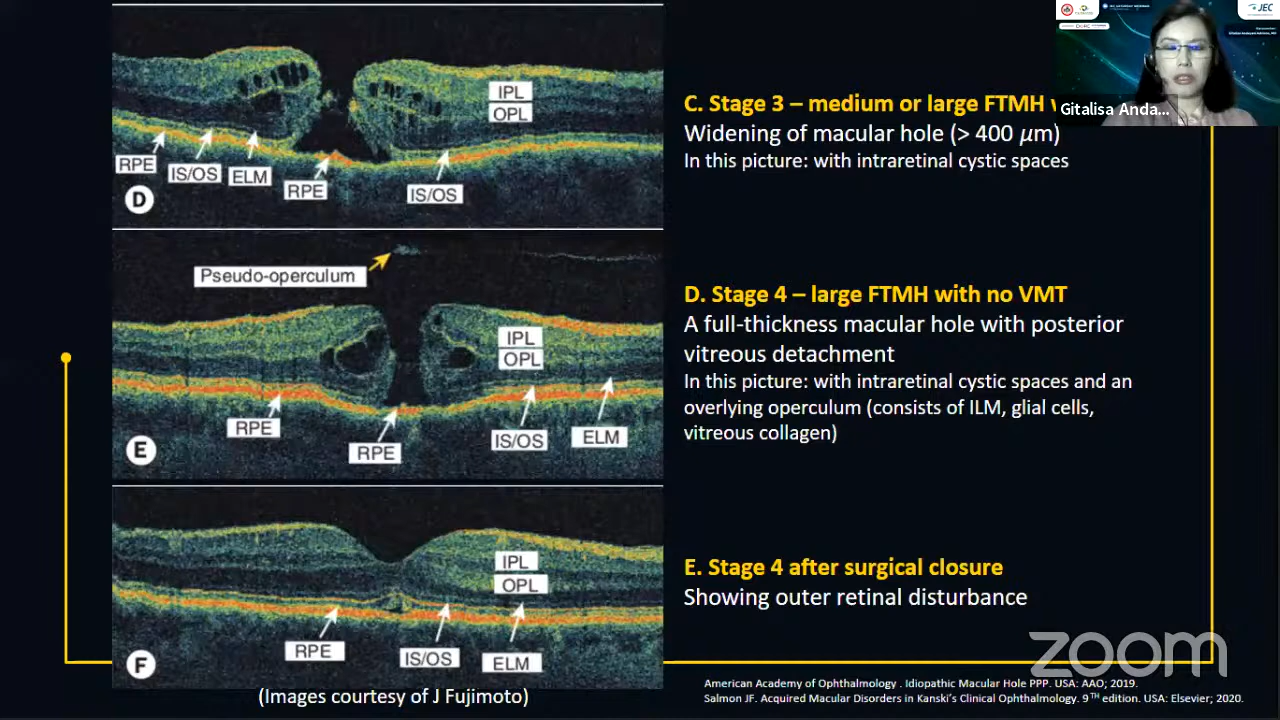 JEC
Gitalisa Anda...
IPL
OPL
RPE
IS/OS
ELM
RPE
IS/OS
D
C. Stage 3 – medium or large FTMH
Widening of macular hole (> 400 μm)
In this picture: with intraretinal cystic spaces
Pseudo-operculum
IPL
OPL
RPE
RPE
IS/OS
ELM
E
D. Stage 4 – large FTMH with no VMT
A full-thickness macular hole with posterior
vitreous detachment
In this picture: with intraretinal cystic spaces and an
overlying operculum (consists of ILM, glial cells,
vitreous collagen)
IPL
OPL
RPE
IS/OS
ELM
F
E. Stage 4 after surgical closure
Showing outer retinal disturbance
zoom
(Images courtesy of J Fujimoto)
American Academy of Ophthalmology . Idiopathic Macular Hole PPP. USA: AAO; 2019.
Salmon JF. Acquired Macular Disorders in Kanski's Clinical Ophthalmology. 9TH edition. USA: Elsevier; 2020.